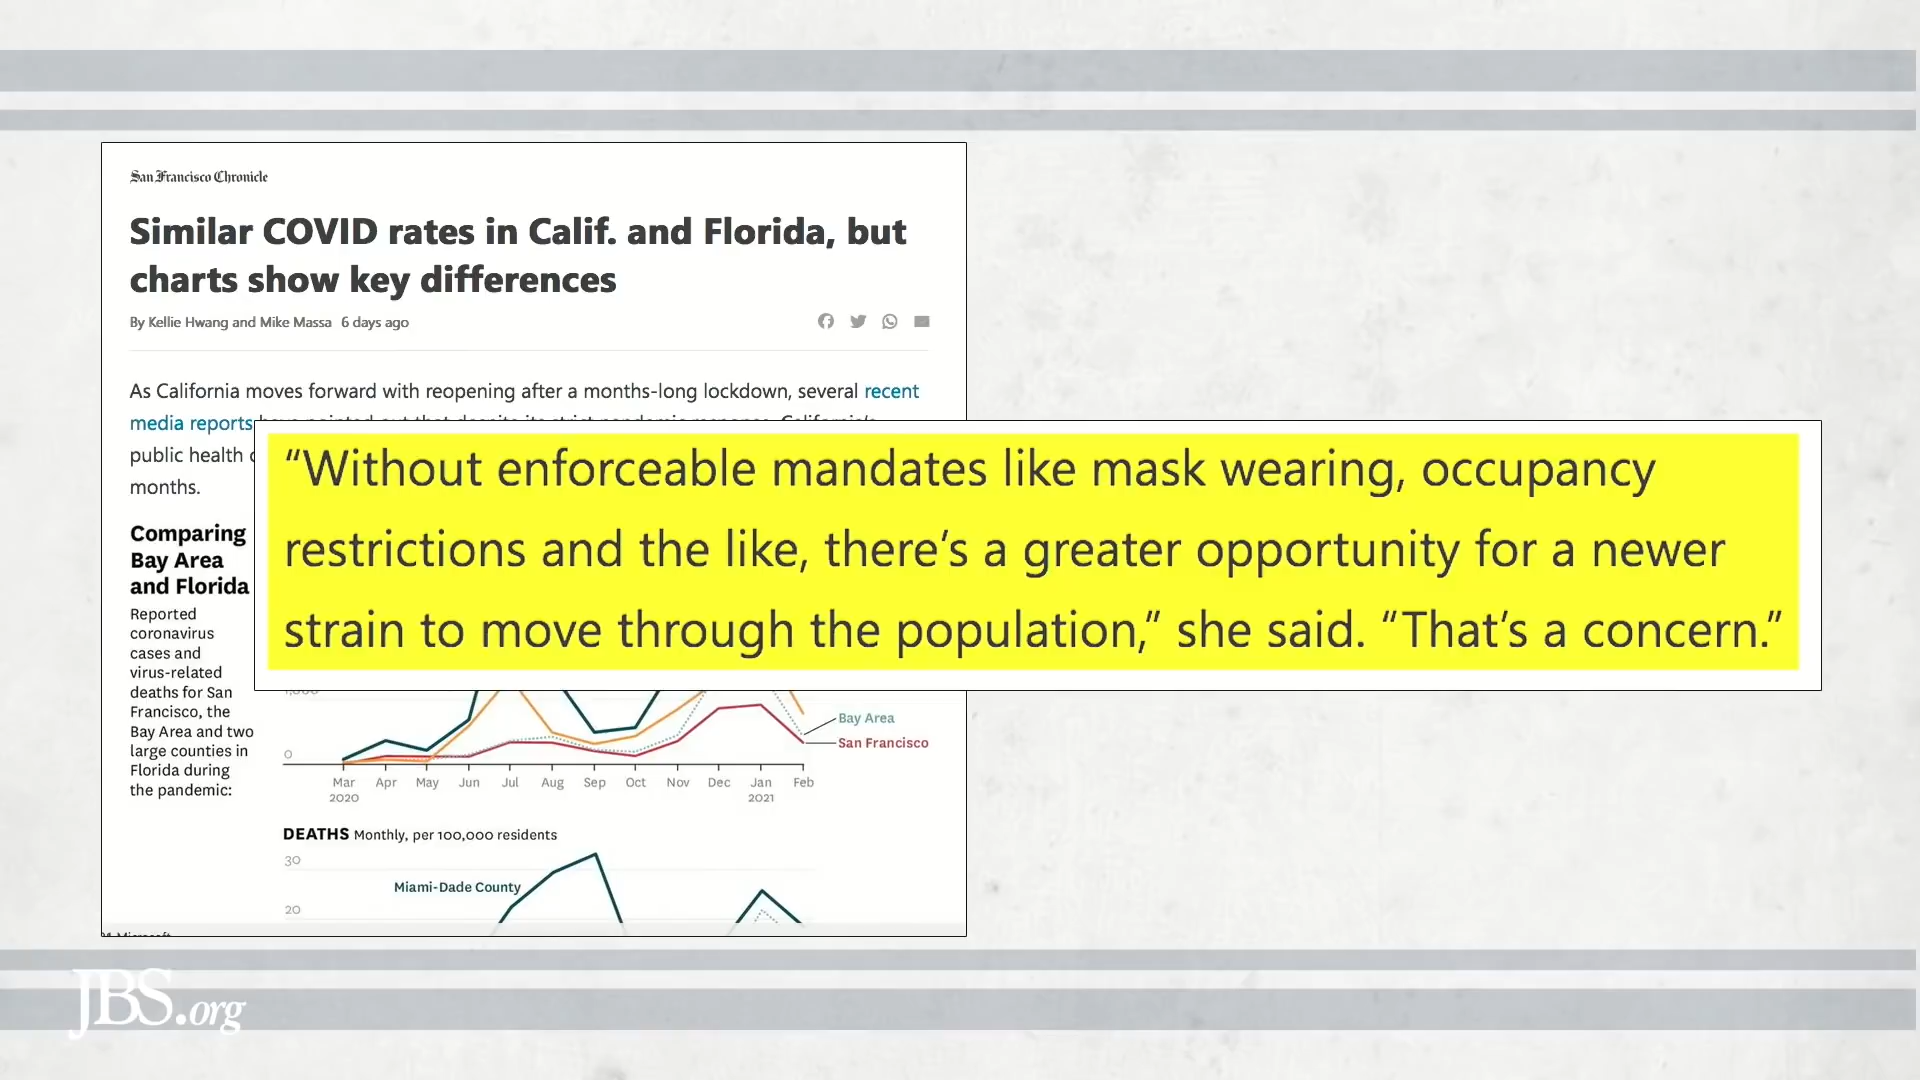 San Francisco Chronicle
Similar COVID rates in Calif. and Florida, but
charts show key differences
By Kellie Hwang and Mike Massa 6 days ago
As California moves forward with reopening after a months-long lockdown, several recent
media reports
public health
months.
“Without enforceable mandates like mask wearing, occupancy
restrictions and the like, there’s a greater opportunity for a newer
strain to move through the population,” she said. “That’s a concern.”
Comparing
Bay Area
and Florida
Reported
coronavirus
cases and
virus-related
deaths for San
Francisco, the
Bay Area and two
large counties in
Florida during
the pandemic:
Bay Area
San Francisco
0
Mar Apr May Jun Jul Aug Sep Oct Nov Dec Jan Feb
2020 2021
DEATHS Monthly, per 100,000 residents
30
Miami-Dade County
20
JBS.org